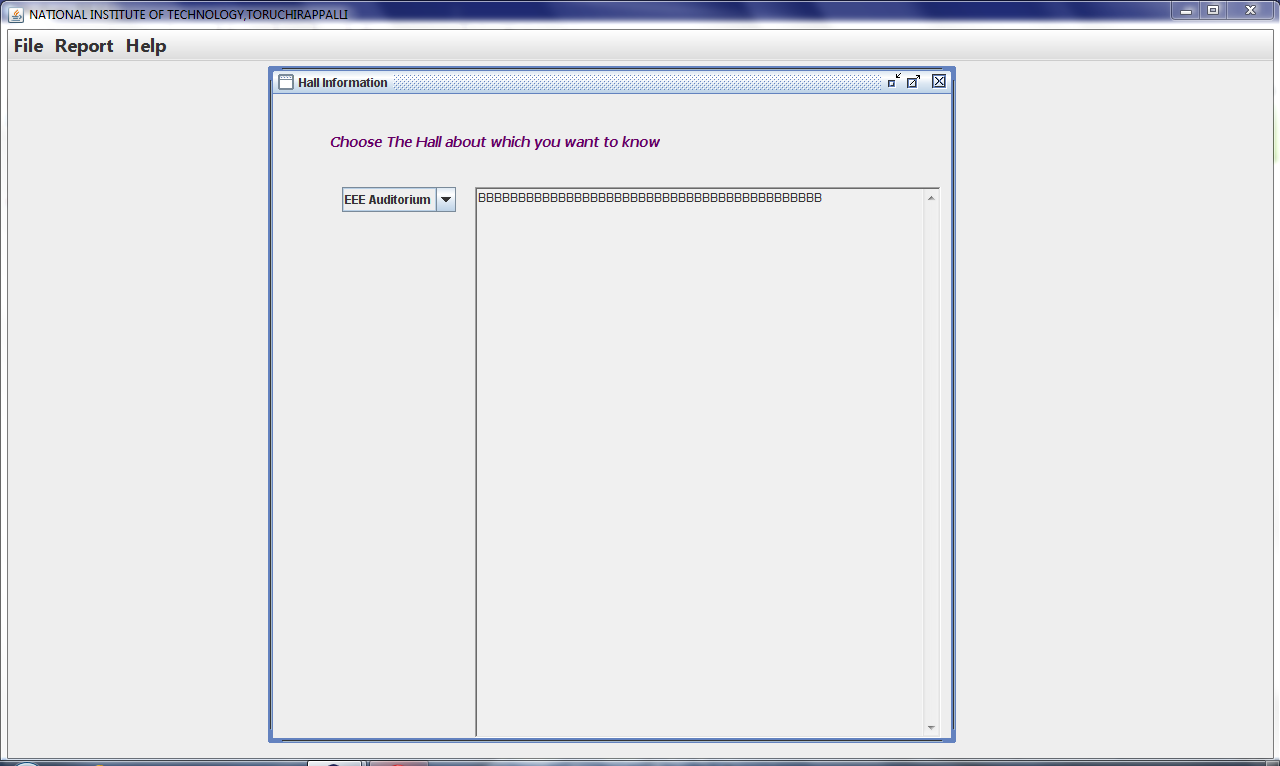 NATIONAL INSTITUTE OF TECHNOLOGY,TORUCHIRAPPALLI
File Report Help
Hall Information
Choose The Hall about which you want to know
EEE Auditorium
BBBBBBBBBBBBBBBBBBBBBBBBBBBBBBBBBBBBBBBBBBB